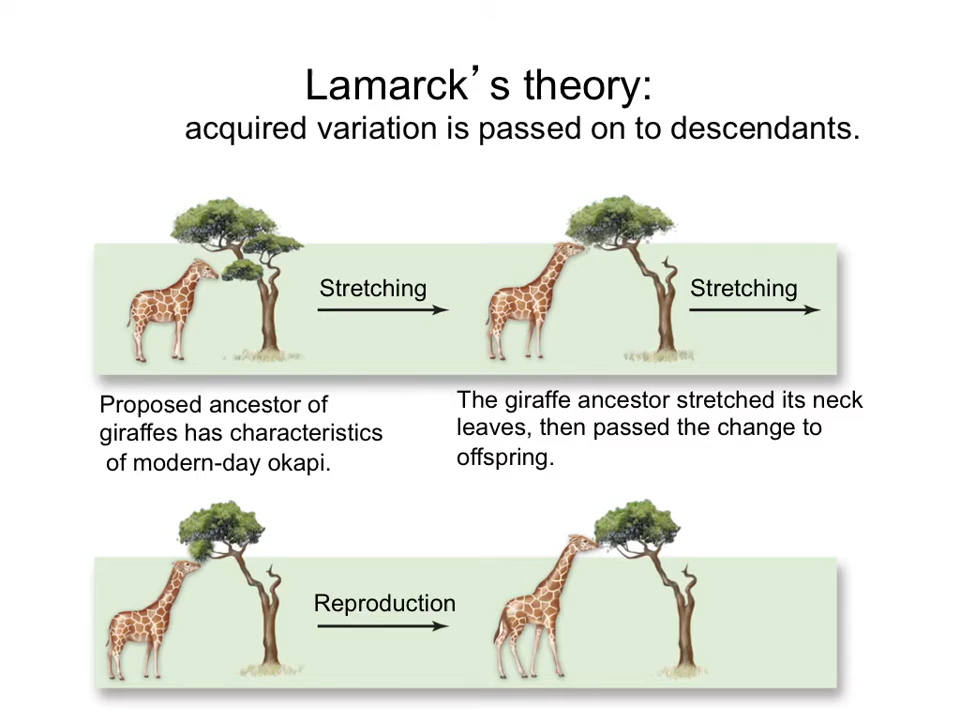 Lamarck’s theory:
acquired variation is passed on to descendants.
Stretching
Stretching
Proposed ancestor of
giraffes has characteristics
of modern-day okapi.
The giraffe ancestor stretched its neck
leaves, then passed the change to
offspring.
Reproduction